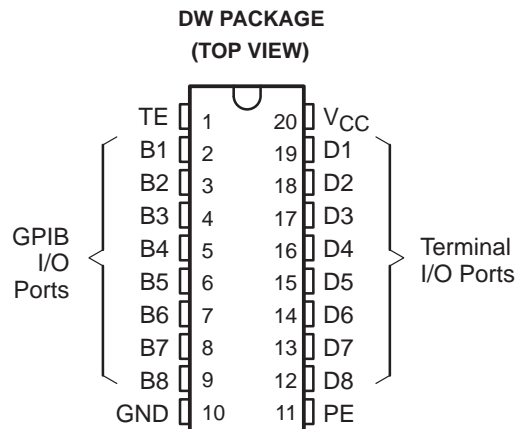 DW PACKAGE
(TOP VIEW)
TE 1 20 VCC
B1 2 19 D1
B2 3 18 D2
B3 4 17 D3
B4 5 16 D4
B5 6 15 D5
B6 7 14 D6
B7 8 13 D7
B8 9 12 D8
GND 10 11 PE
GPIB
I/O
Ports
Terminal
I/O Ports